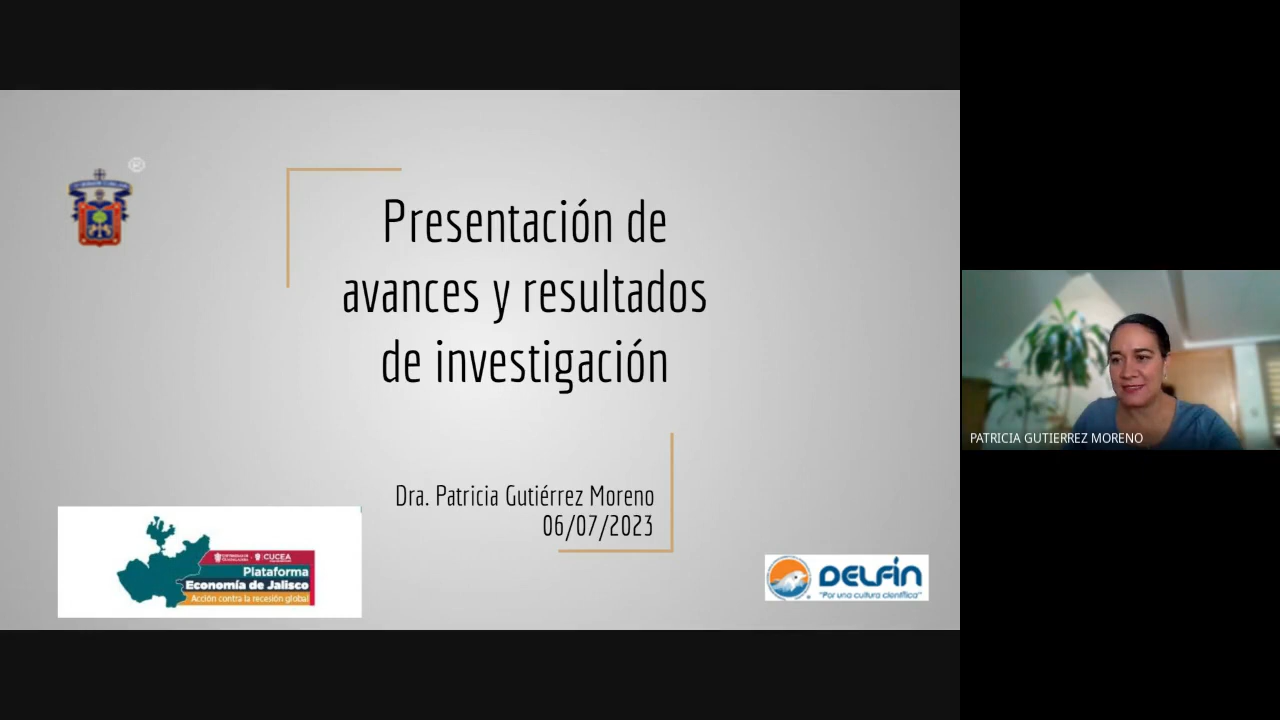 Presentación de
avances y resultados
de investigación
Dra. Patricia Gutiérrez Moreno
06/07/2023
CUCEA
Plataforma
Economía de Jalisco
Acción contra la recesión global
DELFIN
"Por una cultura científica"
PATRICIA GUTIERREZ MORENO